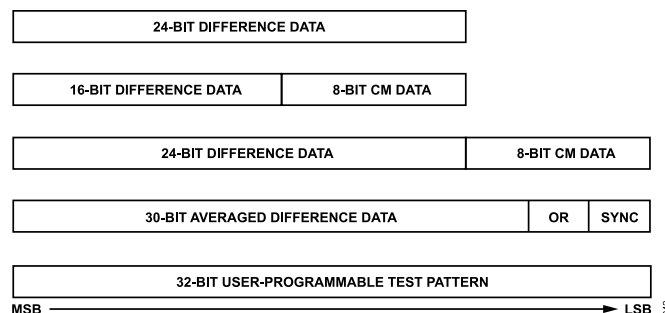 24-BIT DIFFERENCE DATA
16-BIT DIFFERENCE DATA 8-BIT CM DATA
24-BIT DIFFERENCE DATA 8-BIT CM DATA
30-BIT AVERAGED DIFFERENCE DATA OR SYNC
32-BIT USER-PROGRAMMABLE TEST PATTERN
MSB LSB